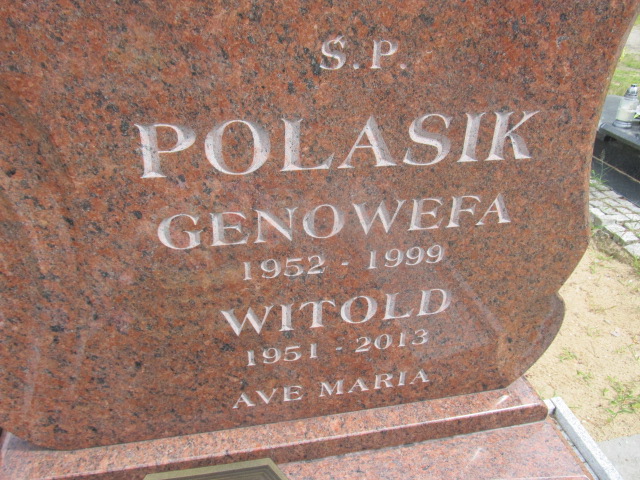 Ś.P.
POLASIK
GENOWEFA
1952 - 1999
WITOLD
1951 - 2013
AVE MARIA